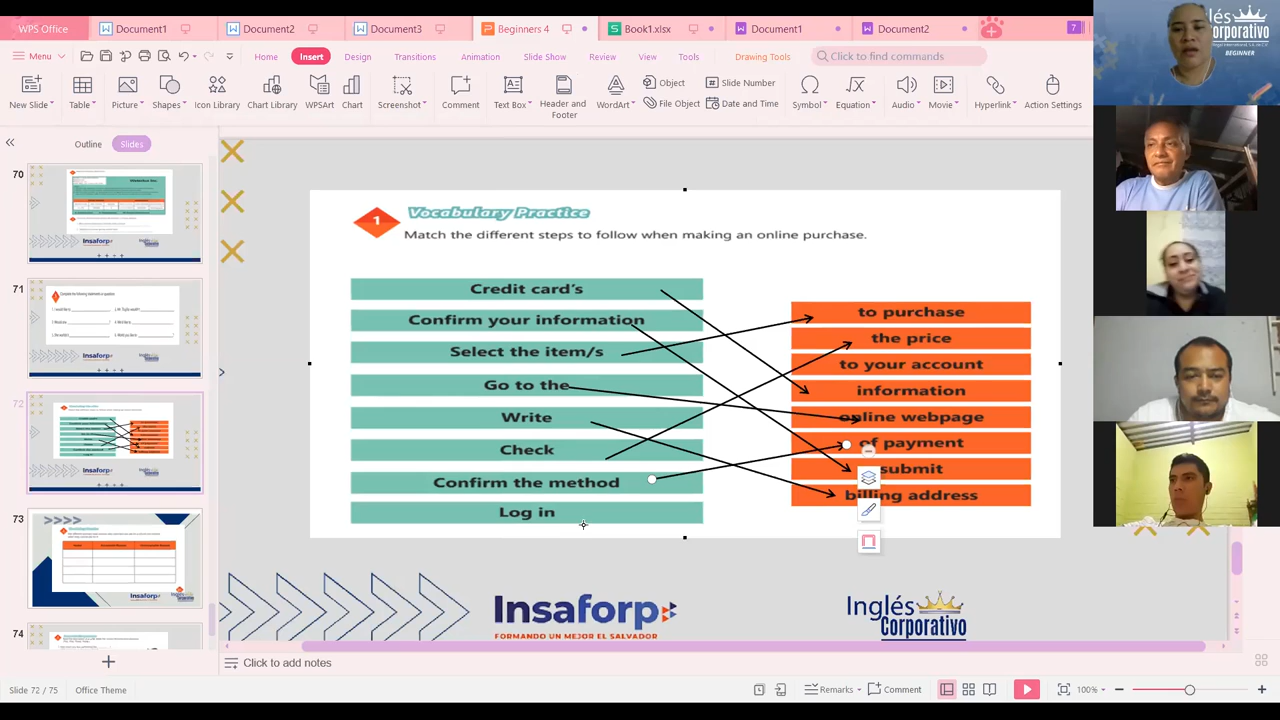 WPS Office
Document1
Document2
Document3
Beginners 4
Book1.xlsx
Document1
Document2
7
Menu
Home
Insert
Design
Transitions
Animation
Slide Show
Review
View
Tools
Drawing Tools
Click to find commands
New Slide
Table
Picture
Shapes
Icon Library
Chart Library
WPSArt
Chart
Screenshot
Comment
Text Box
Header and Footer
WordArt
Object
File Object
Slide Number
Date and Time
Symbol
Equation
Audio
Movie
Hyperlink
Action Settings
Outline
Slides
70
71
72
73
74
1
Vocabulary Practice
Match the different steps to follow when making an online purchase.
Credit card's
Confirm your information
Select the item/s
Go to the
Write
Check
Confirm the method
Log in
to purchase
the price
to your account
information
online webpage
of payment
submit
billing address
Insaforp
FORMANDO UN MEJOR EL SALVADOR
Inglés
Corporativo
Click to add notes
Slide 72 / 75
Office Theme
Remarks
Comment
100%
glés
Corporativo
BEGINNER